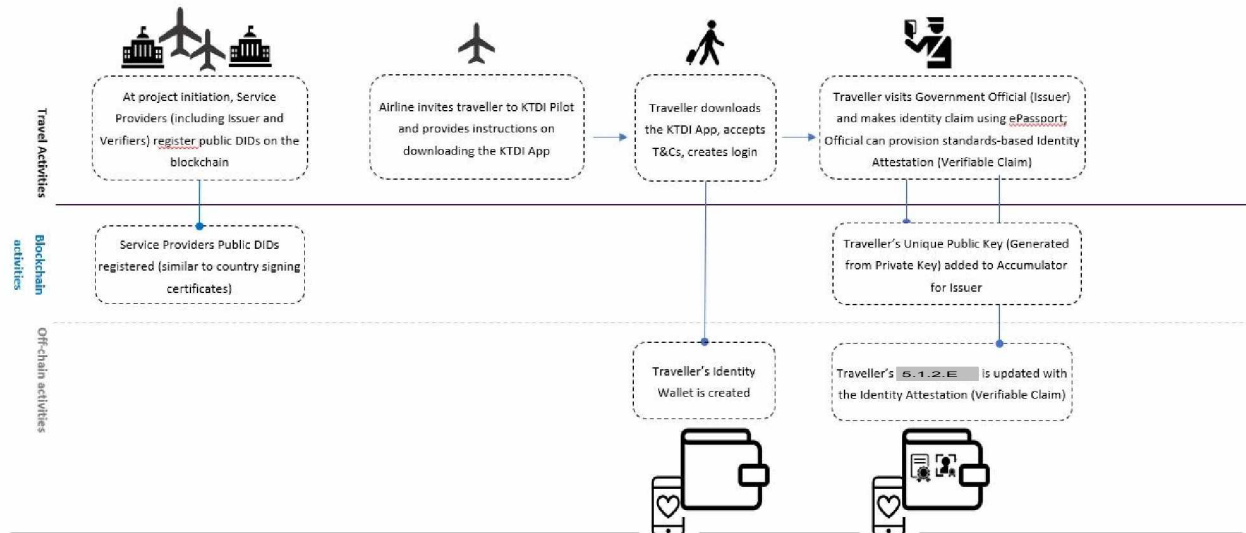 Travel Activities
At project initiation, Service
Providers (including Issuer and
Verifiers) register public DIDs on the
blockchain
Airline invites traveller to KTDI Pilot
and provides instructions on
downloading the KTDI App
Traveller downloads
the KTDI App, accepts
T&Cs, creates login
Traveller visits Government Official (Issuer)
and makes identity claim using ePassport;
Official can provision standards-based Identity
Attestation (Verifiable Claim)
Blockchain
activities
Service Providers Public DIDs
registered (similar to country signing
certificates)
Traveller's Unique Public Key (Generated
from Private Key) added to Accumulator
for Issuer
Off-chain activities
Traveller's Identity
Wallet is created
Traveller's 5.1.2.E is updated with
the Identity Attestation (Verifiable Claim)